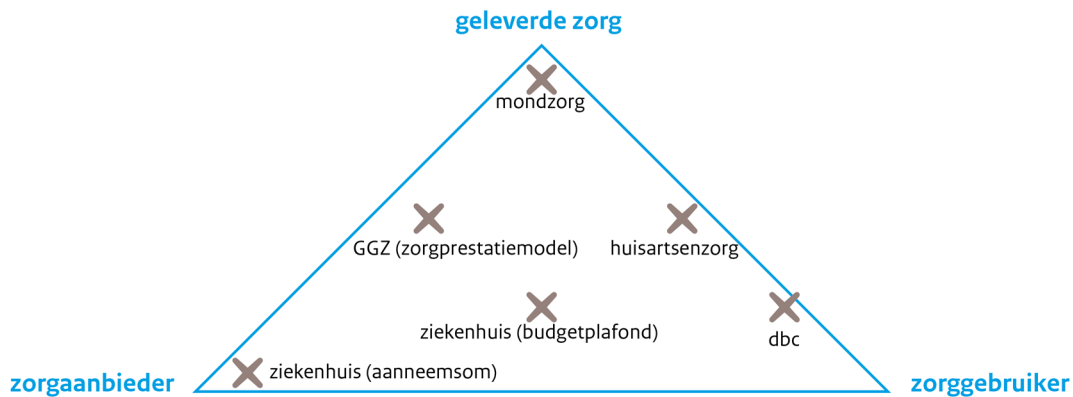 geleverde zorg
mondzorg
GGZ (zorgprestatiemodel)
huisartsenzorg
ziekenhuis (budgetplafond)
dbc
ziekenhuis (aanneemsom)
zorgaanbieder
zorggebruiker